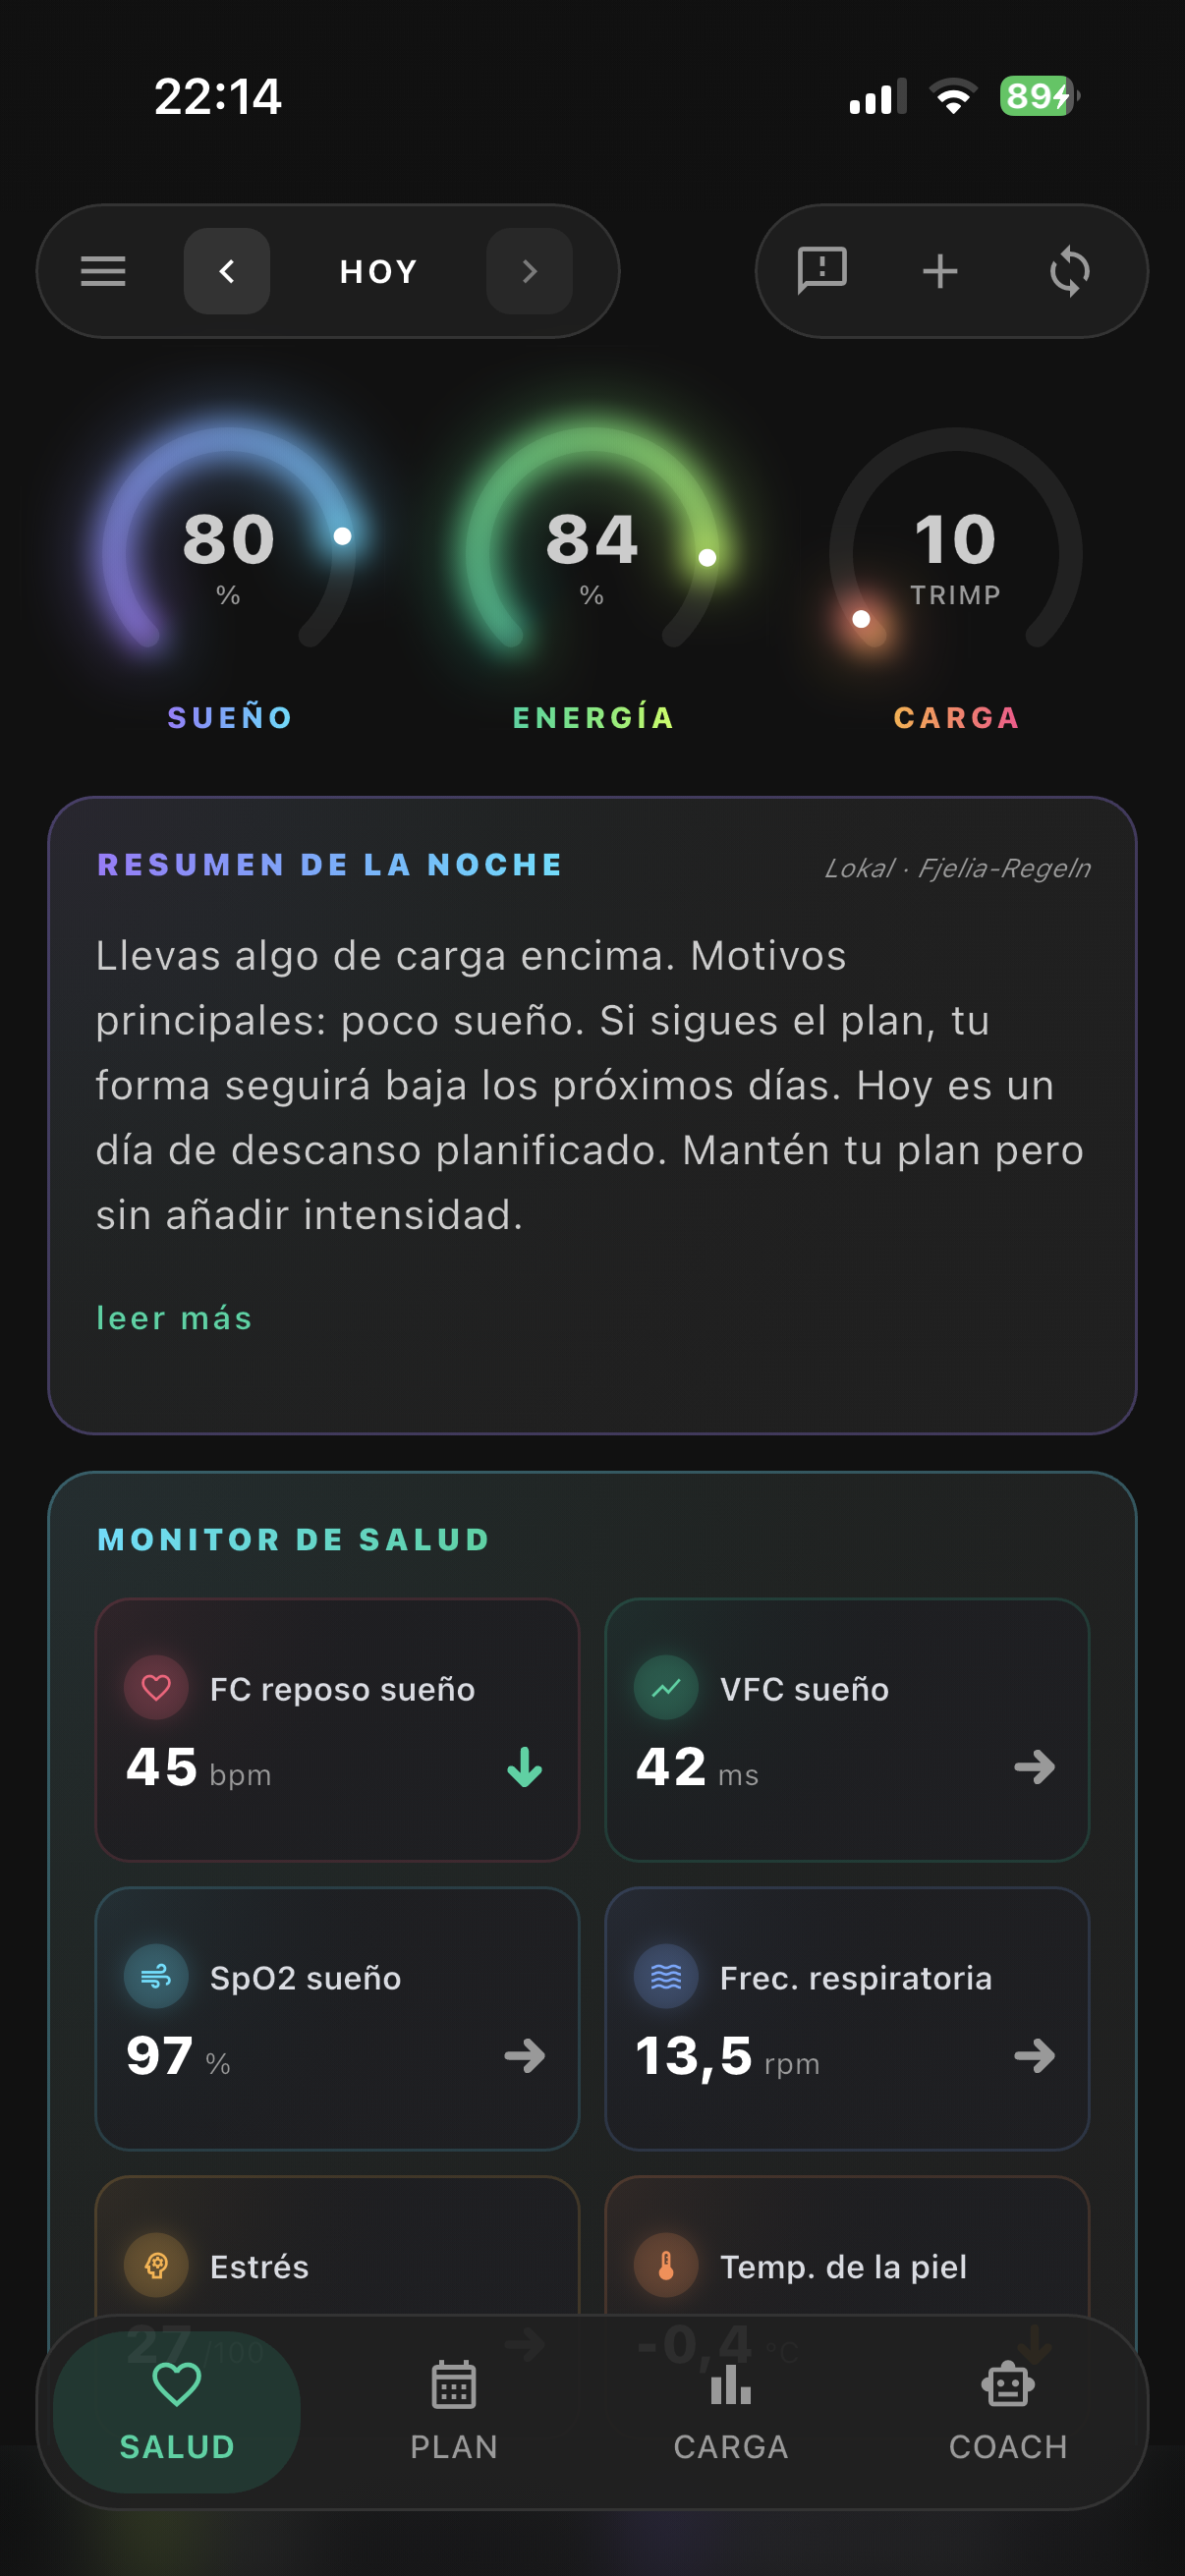 22:14
89
HOY
80
%
84
%
10
TRIMP
SUEÑO
ENERGÍA
CARGA
RESUMEN DE LA NOCHE
Lokal · Fjelia-Regeln
Llevas algo de carga encima. Motivos
principales: poco sueño. Si sigues el plan, tu
forma seguirá baja los próximos días. Hoy es un
día de descanso planificado. Mantén tu plan pero
sin añadir intensidad.
leer más
MONITOR DE SALUD
FC reposo sueño
45 bpm
VFC sueño
42 ms
SpO2 sueño
97 %
Frec. respiratoria
13,5 rpm
Estrés
27 /100
Temp. de la piel
-0,4 °C
SALUD
PLAN
CARGA
COACH